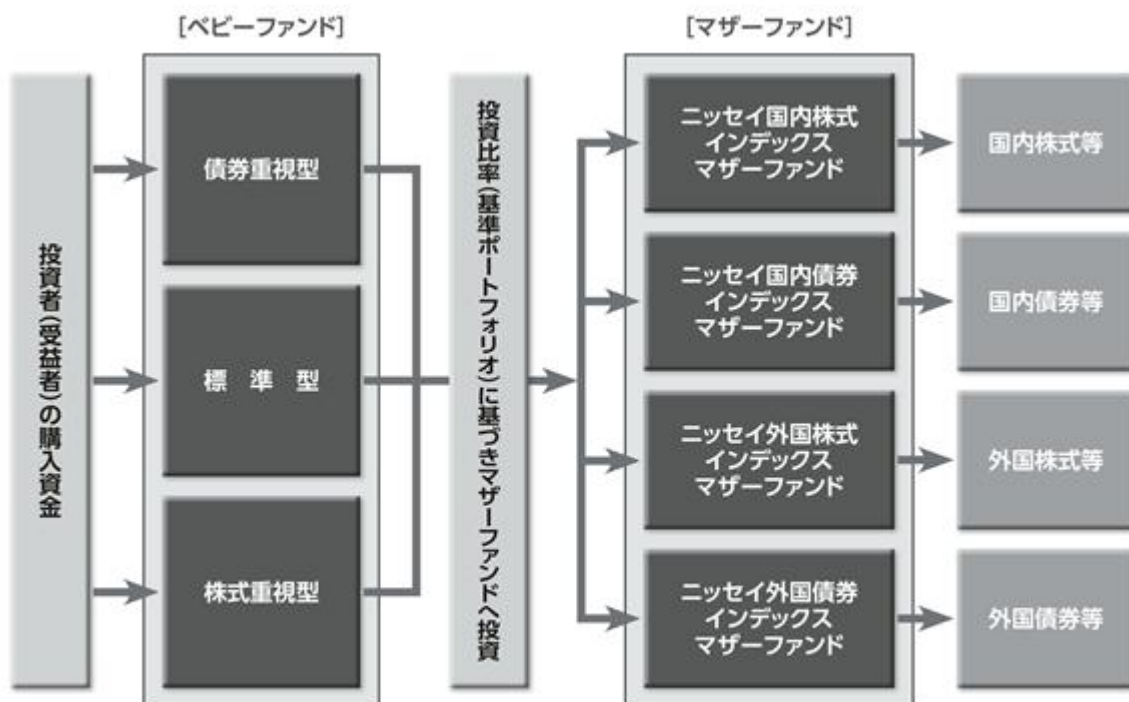 [ベビーファンド]
[マザーファンド]
投資者(受益者)の購入資金
債券重視型
標 準 型
株式重視型
投資比率(基準ポートフォリオ)に基づきマザーファンドへ投資
ニッセイ国内株式
インデックス
マザーファンド
国内株式等
ニッセイ国内債券
インデックス
マザーファンド
国内債券等
ニッセイ外国株式
インデックス
マザーファンド
外国株式等
ニッセイ外国債券
インデックス
マザーファンド
外国債券等